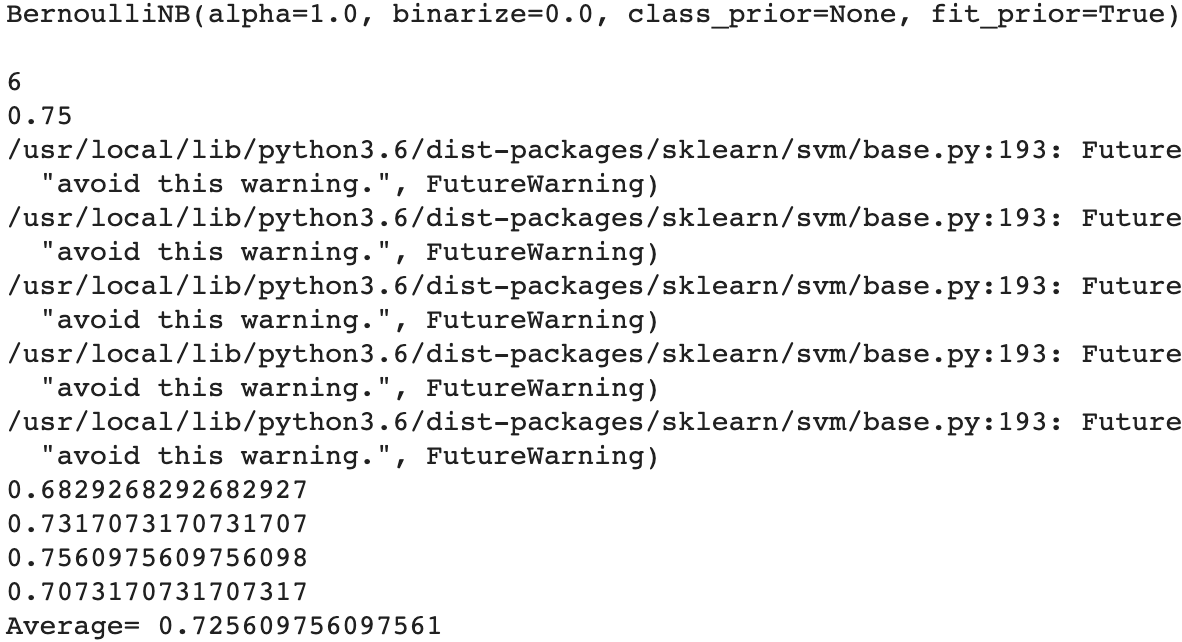 BernoulliNB(alpha=1.0, binarize=0.0, class_prior=None, fit_prior=True)
6
0.75
/usr/local/lib/python3.6/dist-packages/sklearn/svm/base.py:193: Future
"avoid this warning.", FutureWarning)
/usr/local/lib/python3.6/dist-packages/sklearn/svm/base.py:193: Future
"avoid this warning.", FutureWarning)
/usr/local/lib/python3.6/dist-packages/sklearn/svm/base.py:193: Future
"avoid this warning.", FutureWarning)
/usr/local/lib/python3.6/dist-packages/sklearn/svm/base.py:193: Future
"avoid this warning.", FutureWarning)
/usr/local/lib/python3.6/dist-packages/sklearn/svm/base.py:193: Future
"avoid this warning.", FutureWarning)
0.6829268292682927
0.7317073170731707
0.7560975609756098
0.7073170731707317
Average= 0.725609756097561